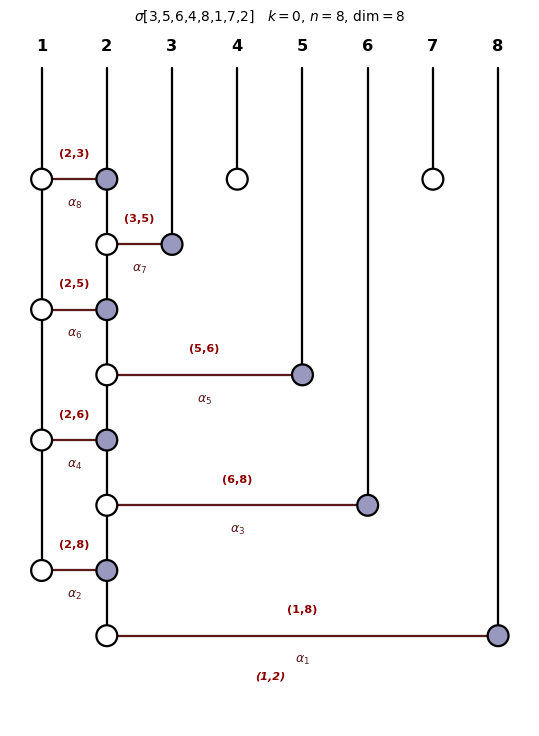 σ[3,5,6,4,8,1,7,2]   k = 0, n = 8, dim = 8
1 2 3 4 5 6 7 8
(2,3)
α₈
(3,5)
α₇
(2,5)
α₆
(5,6)
α₅
(2,6)
α₄
(6,8)
α₃
(2,8)
α₂
(1,8)
α₁
(1,2)